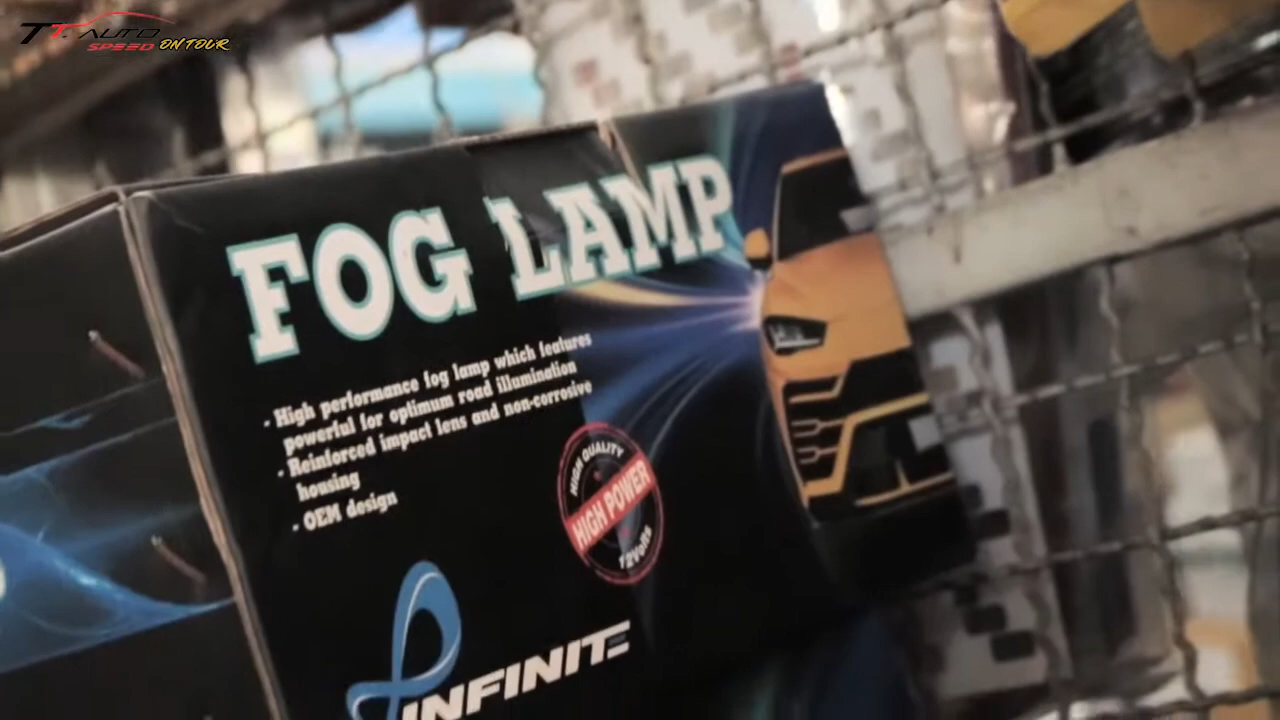 TT. AUTO
SPEED ON TOUR
FOG LAMP
- High performance fog lamp which features
powerful for optimum road illumination
- Reinforced impact lens and non-corrosive
housing
- OEM design
HIGH QUALITY
HIGH POWER
12Volts
INFINITE